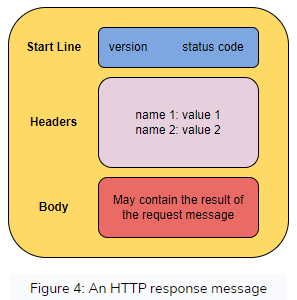 Start Line
version status code
Headers
name 1: value 1
name 2: value 2
Body
May contain the result of
the request message
Figure 4: An HTTP response message